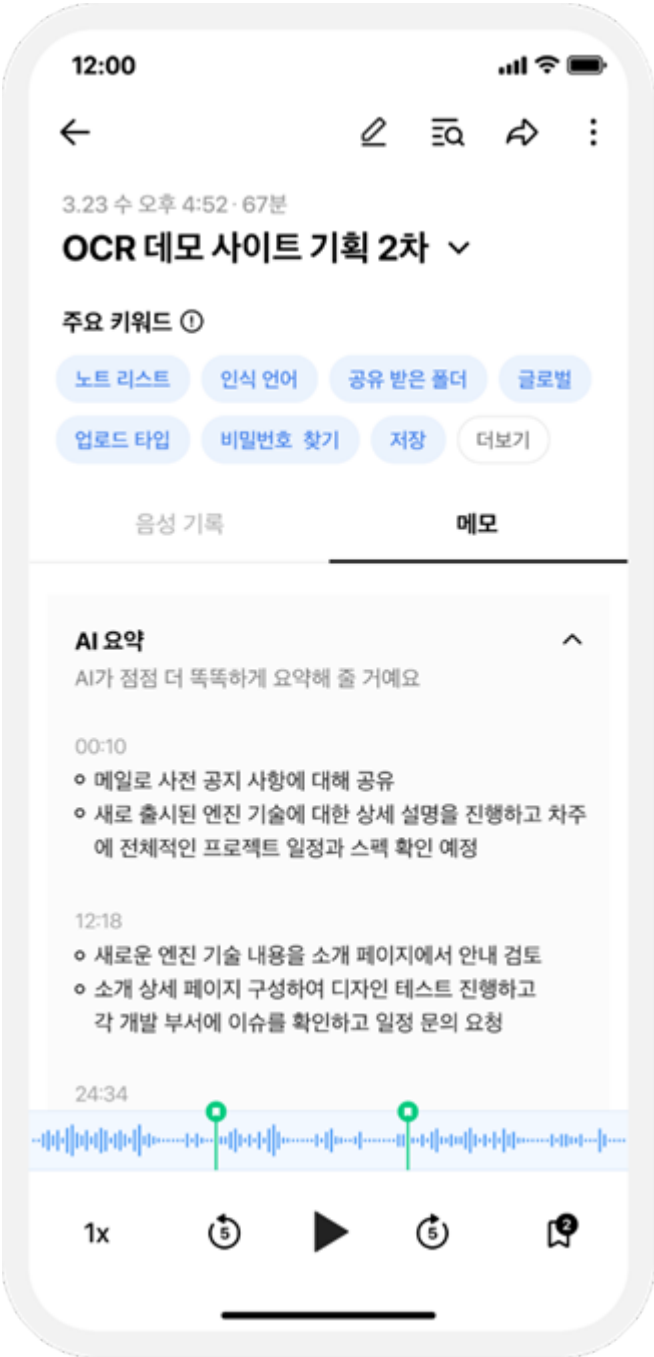 12:00
3.23 수 오후 4:52 · 67분
OCR 데모 사이트 기획 2차
주요 키워드
노트 리스트 인식 언어 공유 받은 폴더 글로벌
업로드 타입 비밀번호 찾기 저장 더보기
음성 기록 메모
AI 요약
AI가 점점 더 똑똑하게 요약해 줄 거예요
00:10
메일로 사전 공지 사항에 대해 공유
새로 출시된 엔진 기술에 대한 상세 설명을 진행하고 차주
에 전체적인 프로젝트 일정과 스펙 확인 예정
12:18
새로운 엔진 기술 내용을 소개 페이지에서 안내 검토
소개 상세 페이지 구성하여 디자인 테스트 진행하고
각 개발 부서에 이슈를 확인하고 일정 문의 요청
24:34
1x 5 5 2